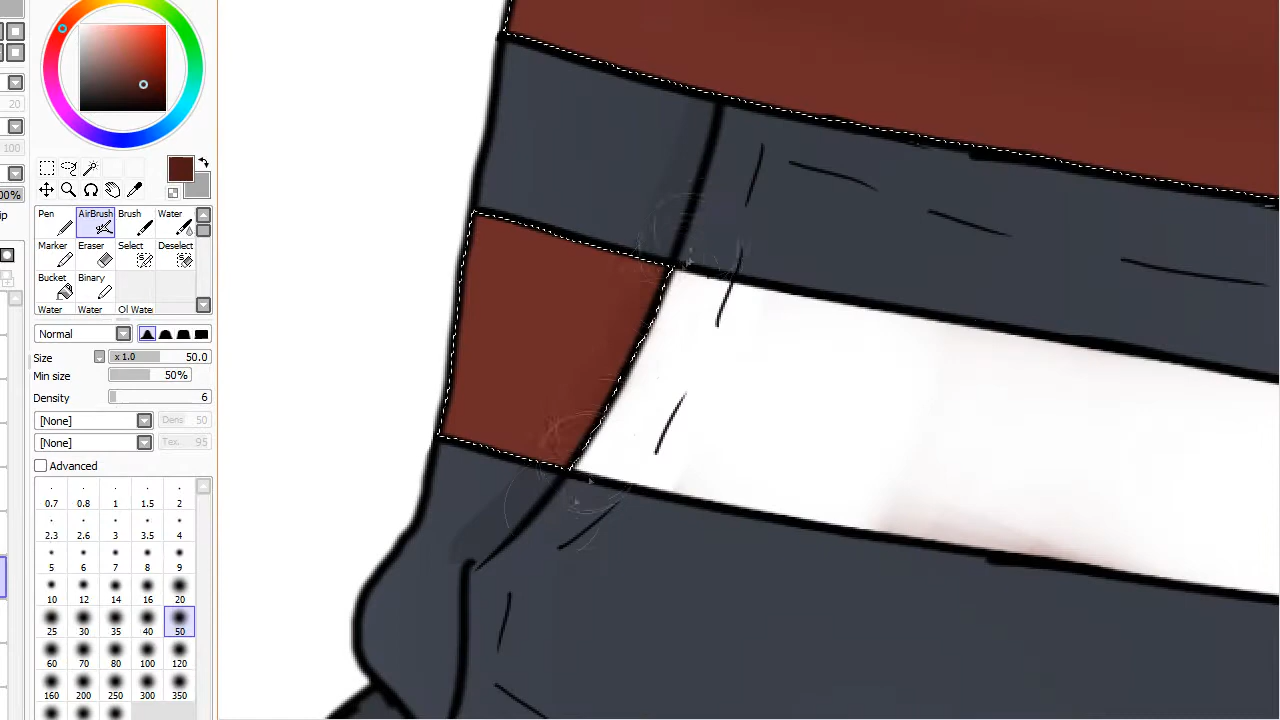 20
100
00%
ip
Pen AirBrush Brush Water
Marker Eraser Select Deselect
Bucket Binary
Water Water Oi Wate
Normal
Size x 1.0 50.0
Min size 50%
Density 6
[None] Dens 50
[None] Tex. 95
Advanced
0.7 0.8 1 1.5 2
2.3 2.6 3 3.5 4
5 6 7 8 9
10 12 14 16 20
25 30 35 40 50
60 70 80 100 120
160 200 250 300 350